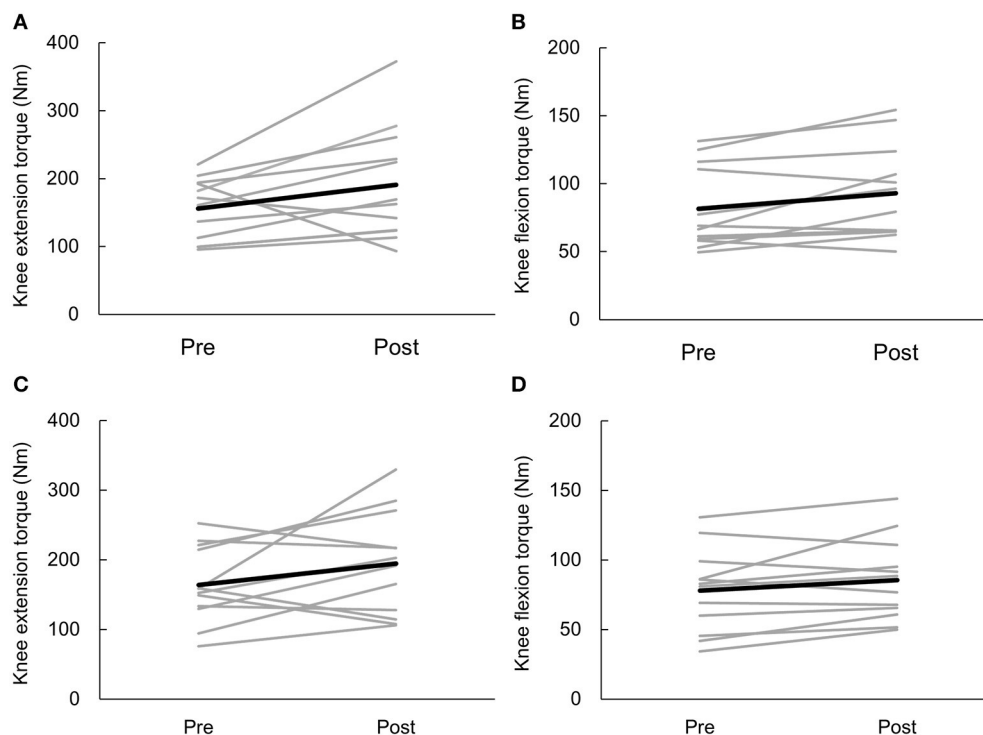 A
Knee extension torque (Nm)
400
300
200
100
0
Pre
Post
B
Knee flexion torque (Nm)
200
150
100
50
0
Pre
Post
C
Knee extension torque (Nm)
400
300
200
100
0
Pre
Post
D
Knee flexion torque (Nm)
200
150
100
50
0
Pre
Post